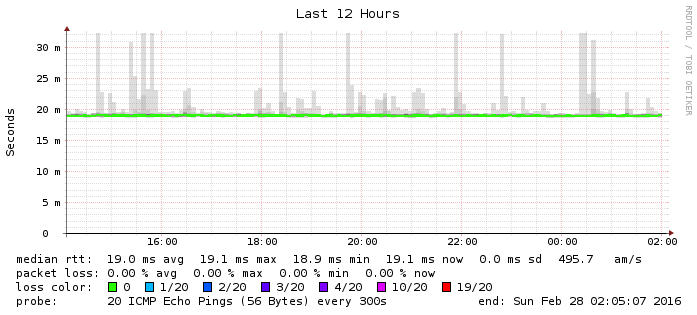 Last 12 Hours
RRDTOOL / TOBI OETIKER
Seconds
30 m
25 m
20 m
15 m
10 m
5 m
0
16:00 18:00 20:00 22:00 00:00 02:00
median rtt: 19.0 ms avg 19.1 ms max 18.9 ms min 19.1 ms now 0.0 ms sd 495.7 am/s
packet loss: 0.00 % avg 0.00 % max 0.00 % min 0.00 % now
loss color: 0 1/20 2/20 3/20 4/20 10/20 19/20
probe: 20 ICMP Echo Pings (56 Bytes) every 300s end: Sun Feb 28 02:05:07 2016